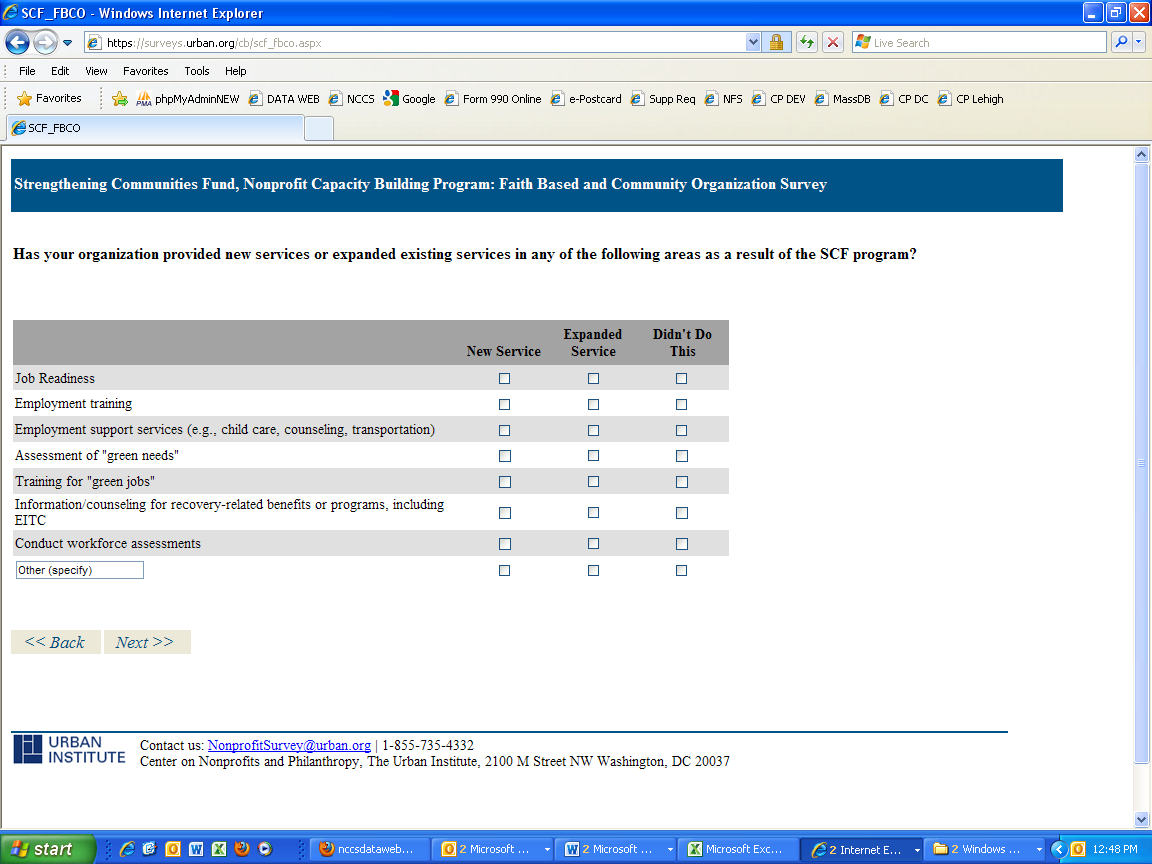 SCF_FBCO - Windows Internet Explorer
https://surveys.urban.org/cb/scf_fbco.aspx
Live Search
File Edit View Favorites Tools Help
Favorites phpMyAdminNEW DATA WEB NCCS Google Form 990 Online e-Postcard Supp Req NFS CP DEV MassDB CP DC CP Lehigh
SCF_FBCO
Strengthening Communities Fund, Nonprofit Capacity Building Program: Faith Based and Community Organization Survey
Has your organization provided new services or expanded existing services in any of the following areas as a result of the SCF program?
New Service Expanded Service Didn't Do This
Job Readiness
Employment training
Employment support services (e.g., child care, counseling, transportation)
Assessment of "green needs"
Training for "green jobs"
Information/counseling for recovery-related benefits or programs, including
EITC
Conduct workforce assessments
Other (specify)
<< Back Next >>
URBAN
INSTITUTE
Contact us: NonprofitSurvey@urban.org | 1-855-735-4332
Center on Nonprofits and Philanthropy, The Urban Institute, 2100 M Street NW Washington, DC 20037
start nccsdataweb... 2 Microsoft ... 2 Microsoft ... Microsoft Exc... 2 Internet E... 2 Windows ... 12:48 PM